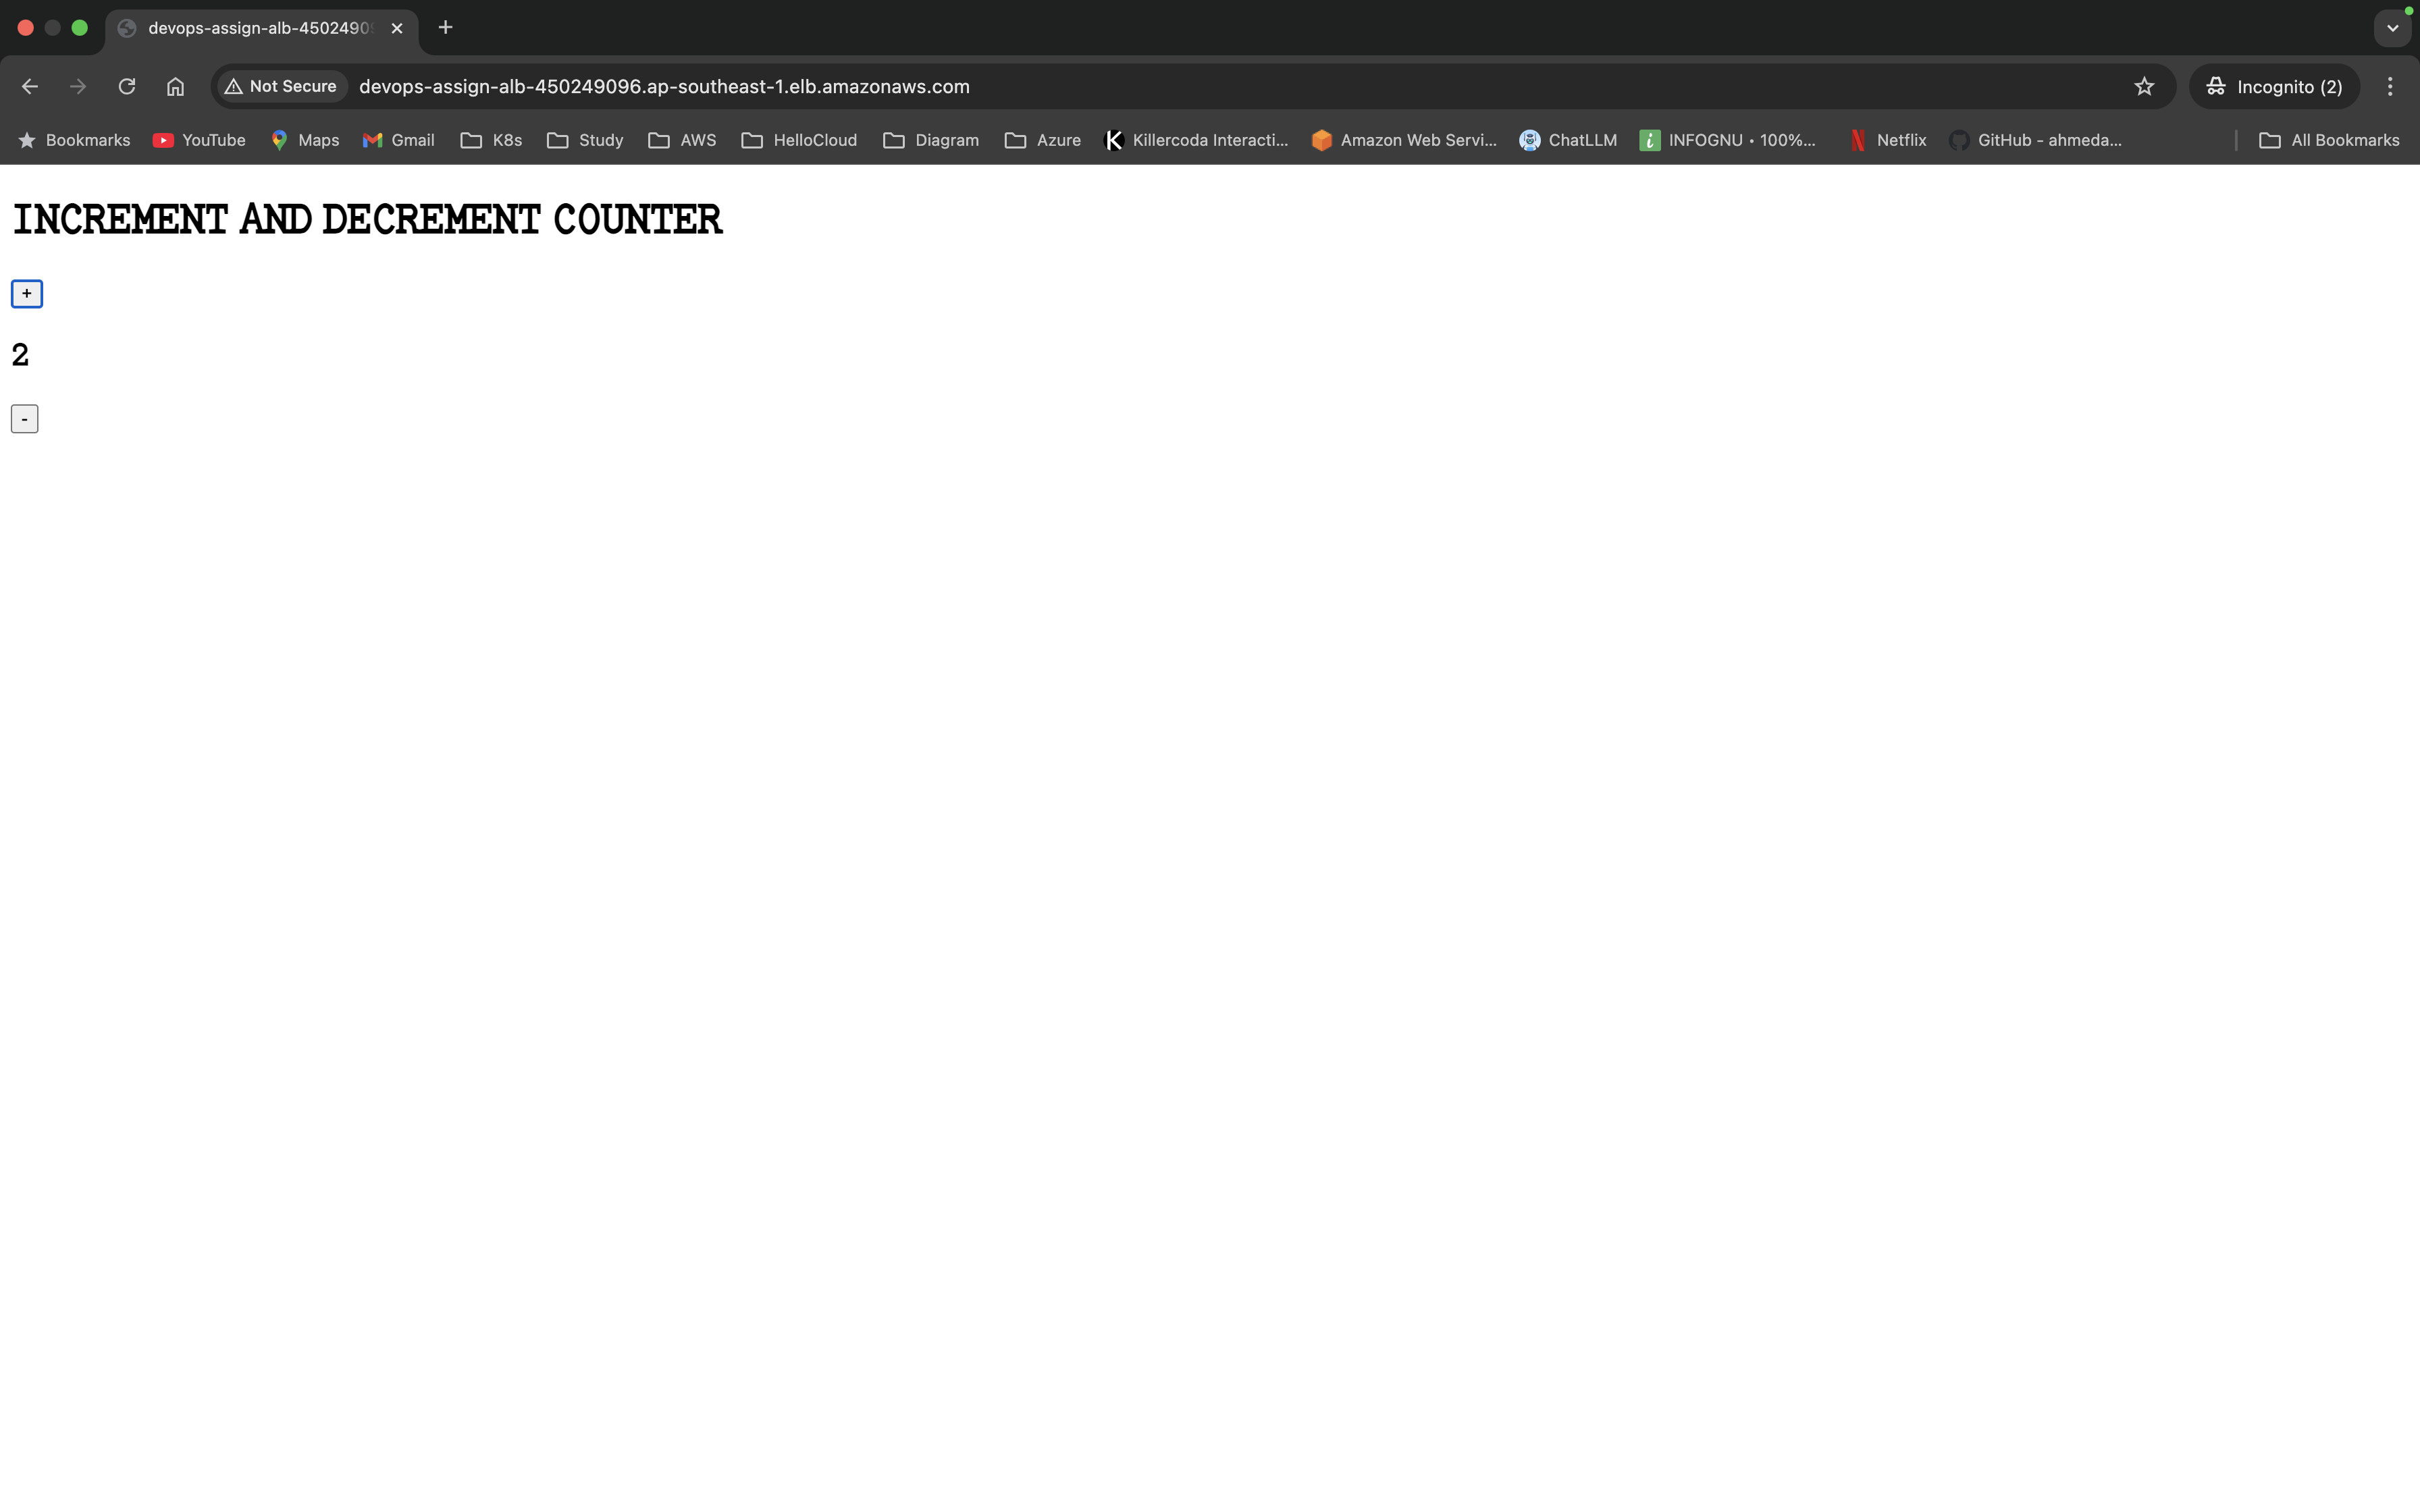 devops-assign-alb-4502490
Not Secure devops-assign-alb-450249096.ap-southeast-1.elb.amazonaws.com Incognito (2)
Bookmarks YouTube Maps Gmail K8s Study AWS HelloCloud Diagram Azure Killercoda Interacti... Amazon Web Servi... ChatLLM INFOGNU • 100%... Netflix GitHub - ahmeda... All Bookmarks
INCREMENT AND DECREMENT COUNTER
+
2
-